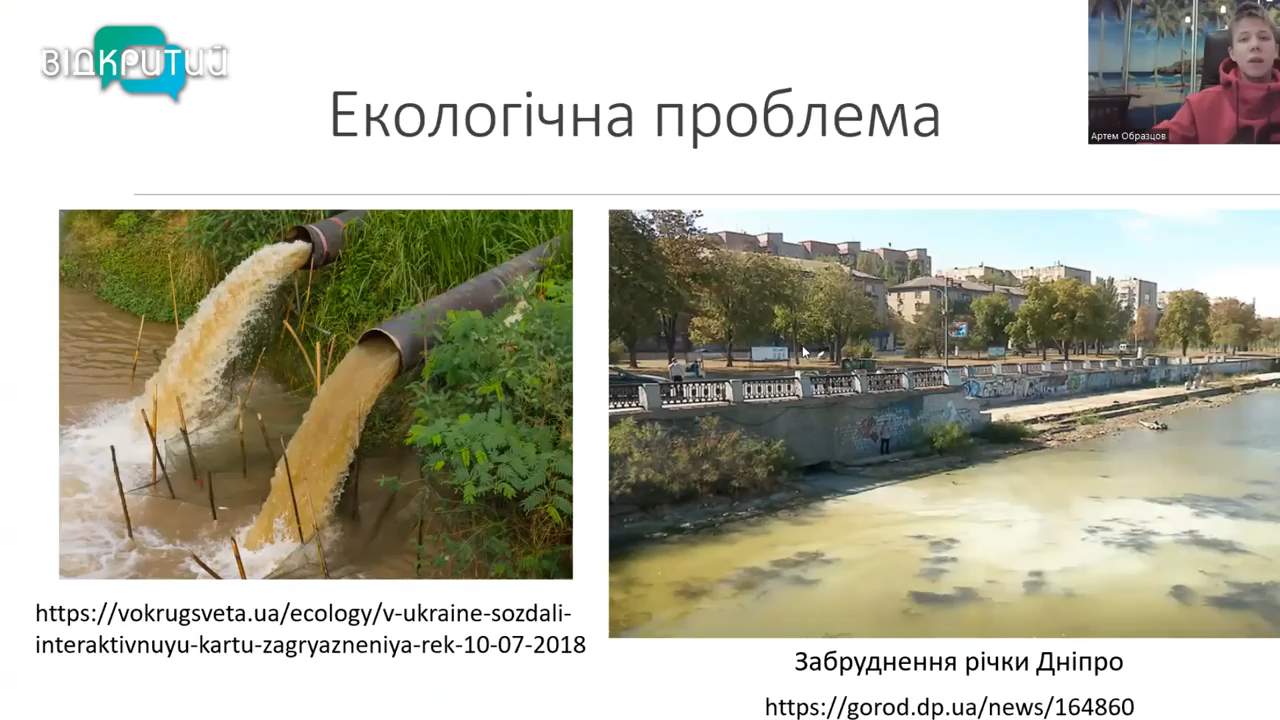 ВІДКРИТИЙ
Екологічна проблема
Артем Образцов
https://vokrugsveta.ua/ecology/v-ukraine-sozdali-
interaktivnuyu-kartu-zagryazneniya-rek-10-07-2018
Забруднення річки Дніпро
https://gorod.dp.ua/news/164860